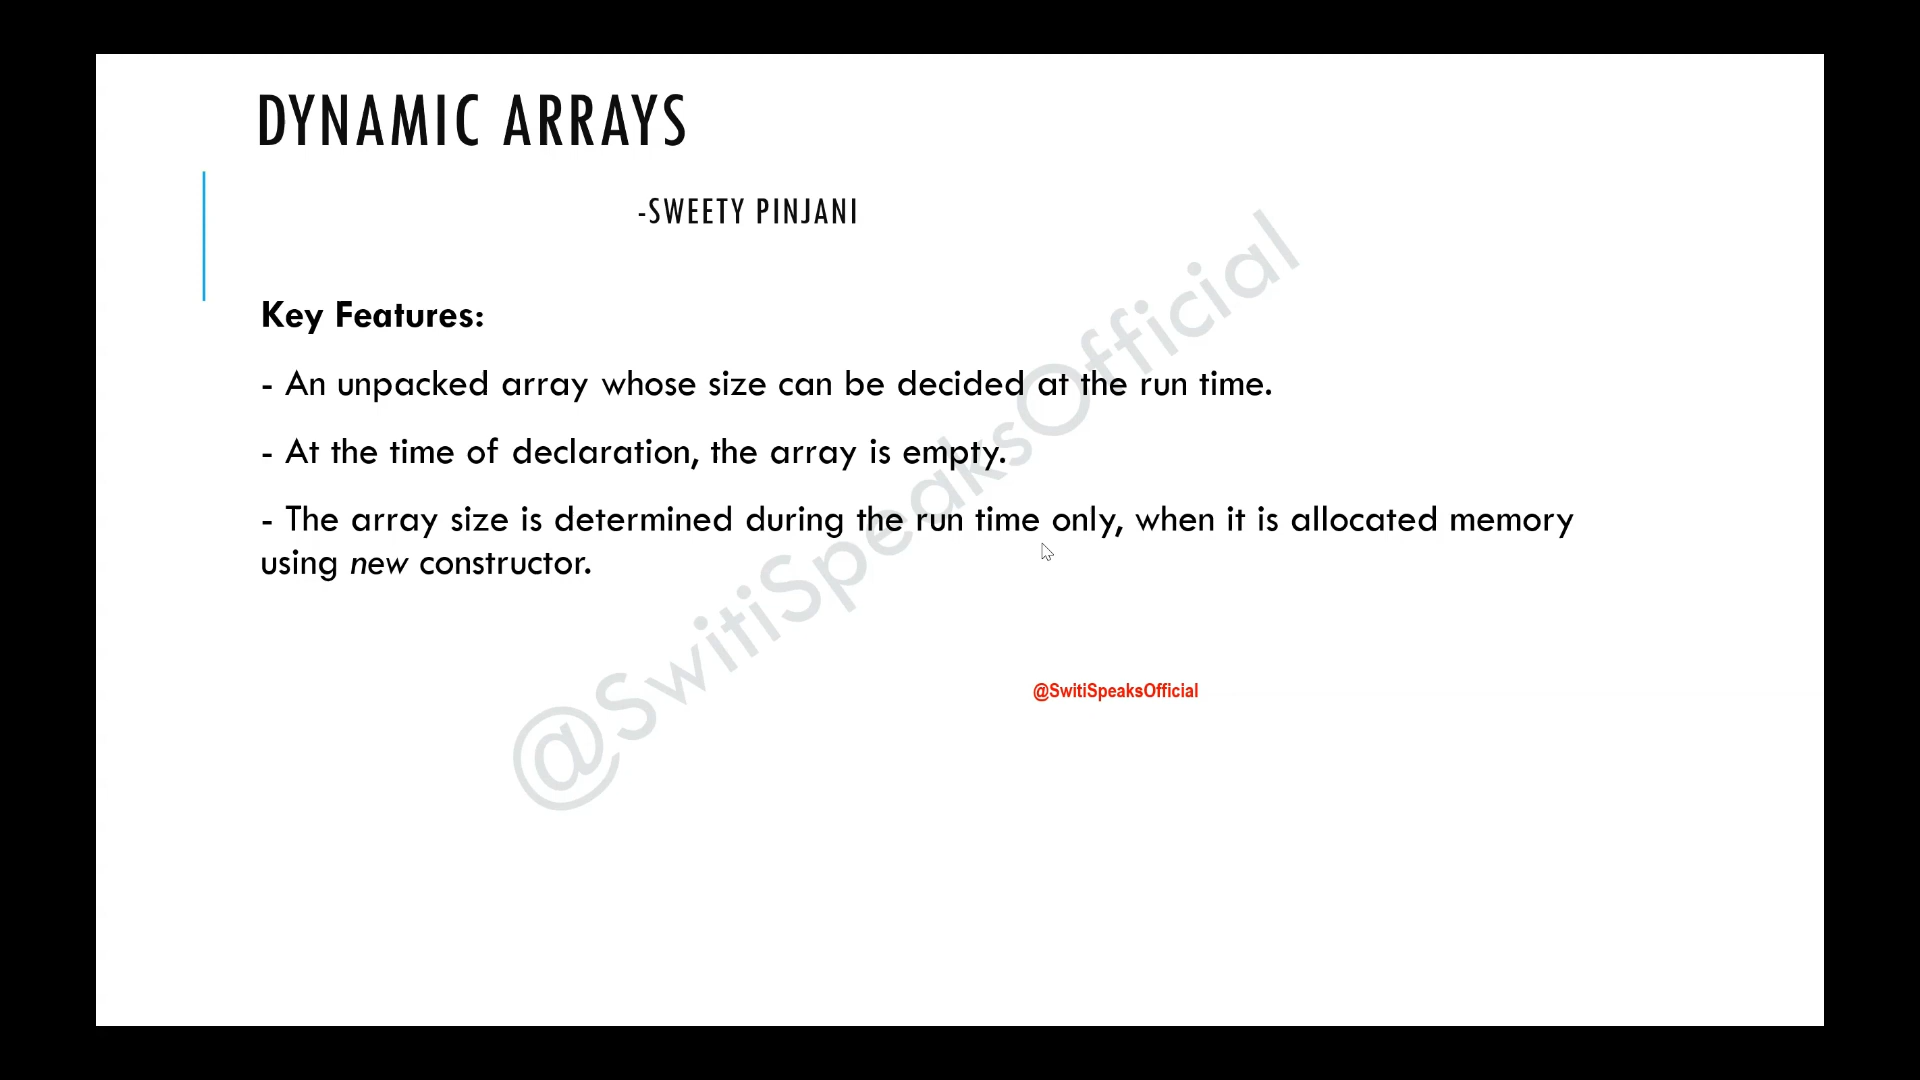 DYNAMIC ARRAYS
-SWEETY PINJANI
Key Features:
- An unpacked array whose size can be decided at the run time.
- At the time of declaration, the array is empty.
- The array size is determined during the run time only, when it is allocated memory
using new constructor.
@SwitiSpeaksOfficial
@SwitiSpeaksOfficial